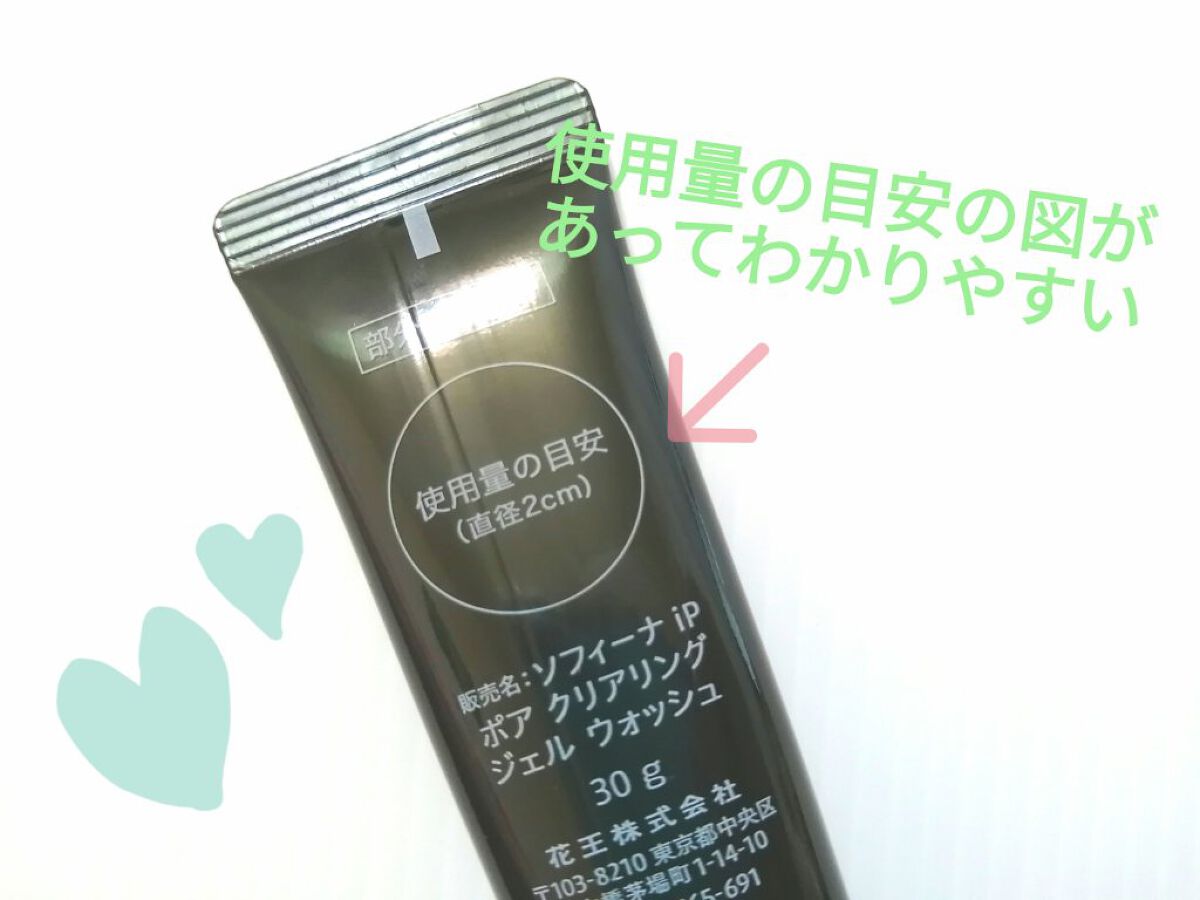 使用量の目安の図が
あってわかりやすい
部分
使用量の目安
(直径2cm)
販売名:ソフィーナ iP
ポア クリアリング
ジェル ウォッシュ
30 g
花王株式会社
〒103-8210 東京都中央区
茅場町1-14-10
65-691